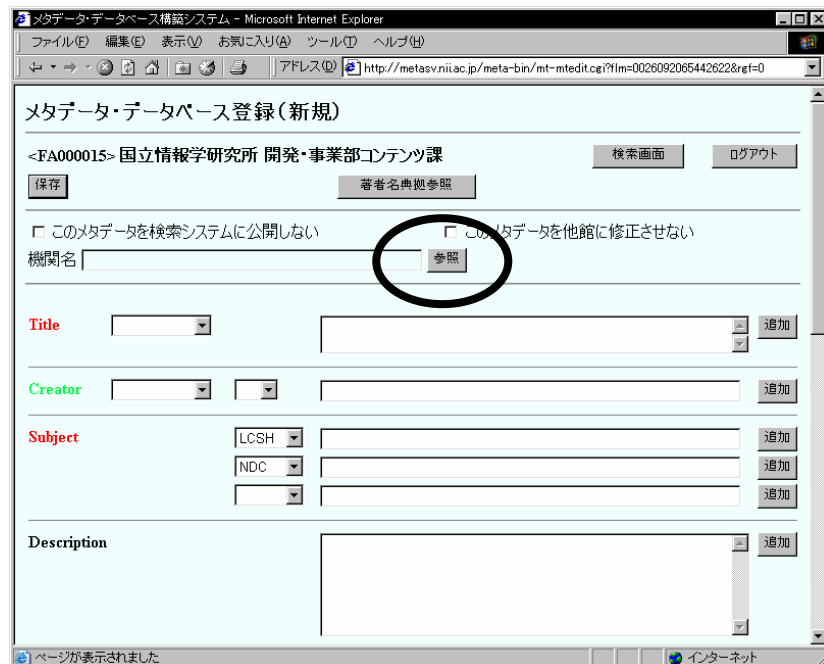 メタデータ・データベース構築システム - Microsoft Internet Explorer
ファイル(F) 編集(E) 表示(V) お気に入り(A) ツール(T) ヘルプ(H)
アドレス(D) http://metasv.nii.ac.jp/meta-bin/mt-mtedit.cgi?flm=0026092065442622&rgf=0
メタデータ・データベース登録(新規)
<FA000015> 国立情報学研究所 開発・事業部コンテンツ課 検索画面 ログアウト
保存 著者名典拠参照
このメタデータを検索システムに公開しない このメタデータを他館に修正させない
機関名 参照
Title 追加
Creator 追加
Subject LCSH 追加
NDC 追加
追加
Description 追加
ページが表示されました インターネット